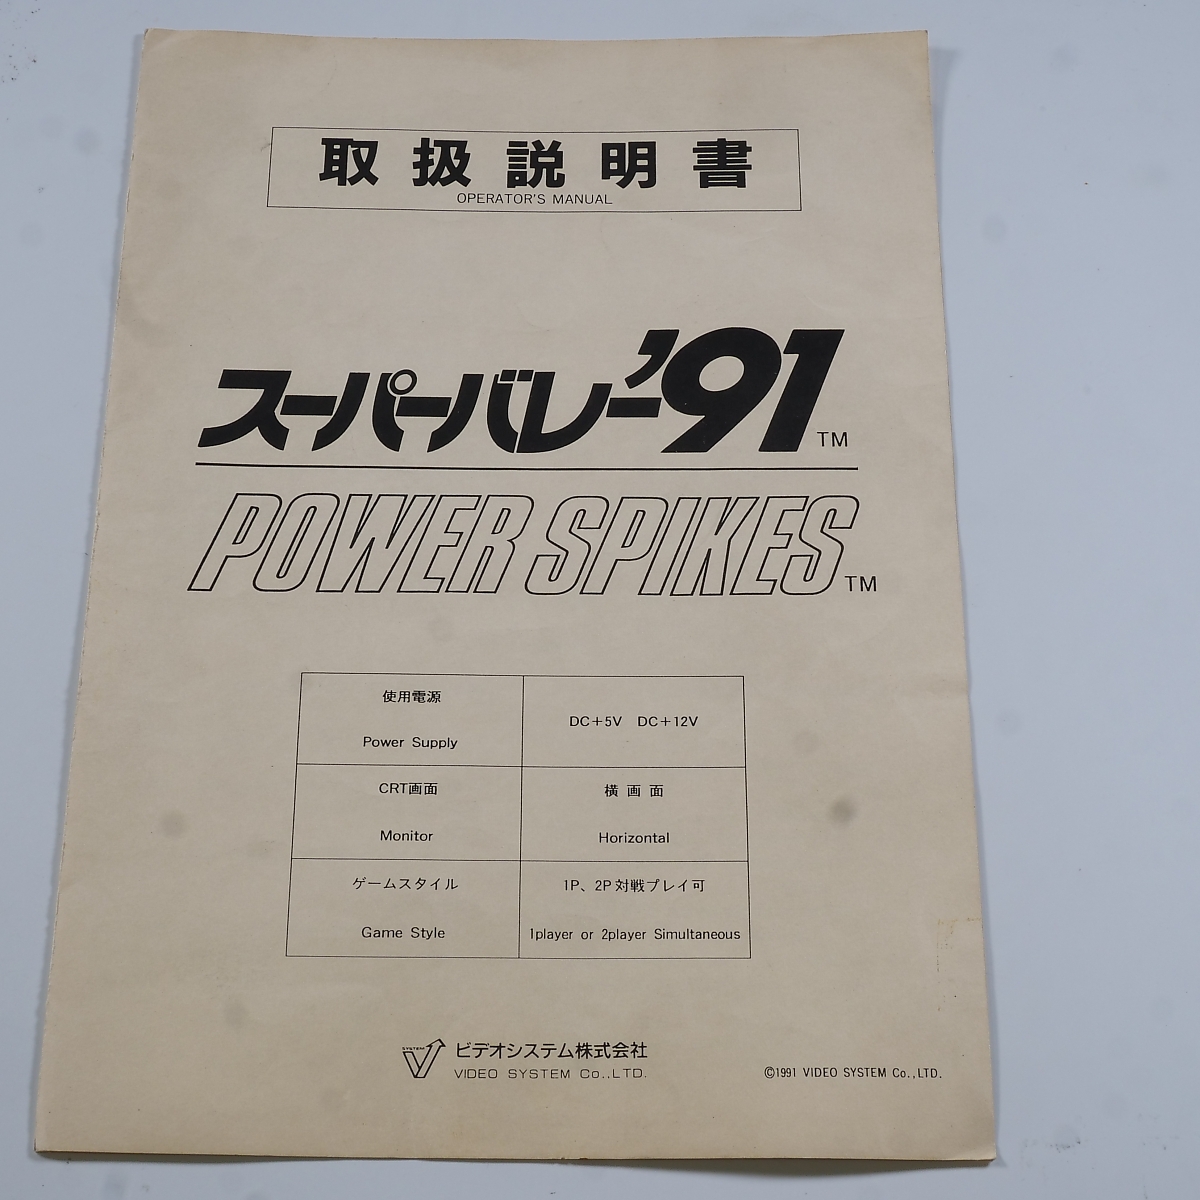 取扱説明書
OPERATOR'S MANUAL
スーパーバレー'91 TM
POWER SPIKES TM
使用電源
Power Supply
DC+5V DC+12V
CRT画面
Monitor
横画面
Horizontal
ゲームスタイル
Game Style
1P、2P対戦プレイ可
1player or 2player Simultaneous
SYSTEM V
ビデオシステム株式会社
VIDEO SYSTEM Co.,LTD.
©1991 VIDEO SYSTEM Co.,LTD.